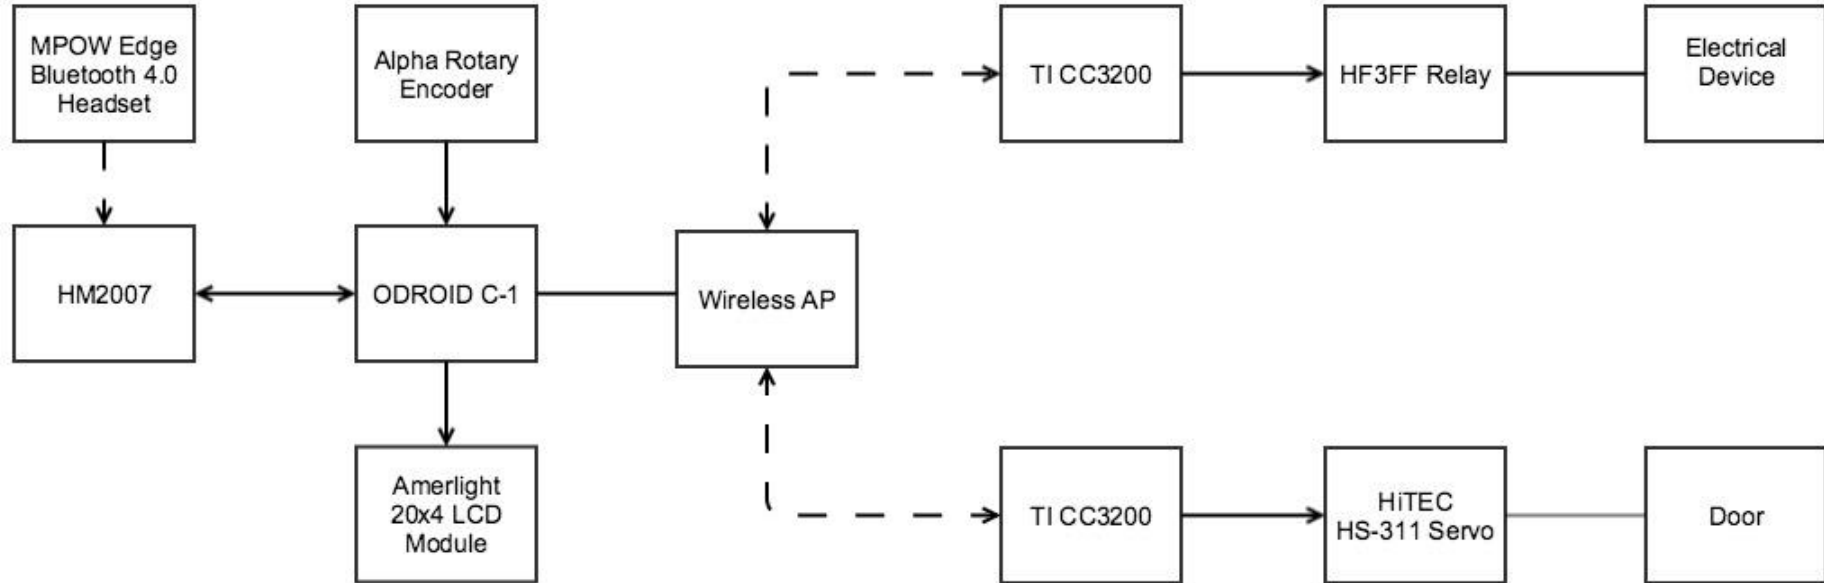 MPOW Edge
Bluetooth 4.0
Headset
Alpha Rotary
Encoder
TI CC3200
HF3FF Relay
Electrical
Device
HM2007
ODROID C-1
Wireless AP
Amerlight
20x4 LCD
Module
TI CC3200
HiTEC
HS-311 Servo
Door